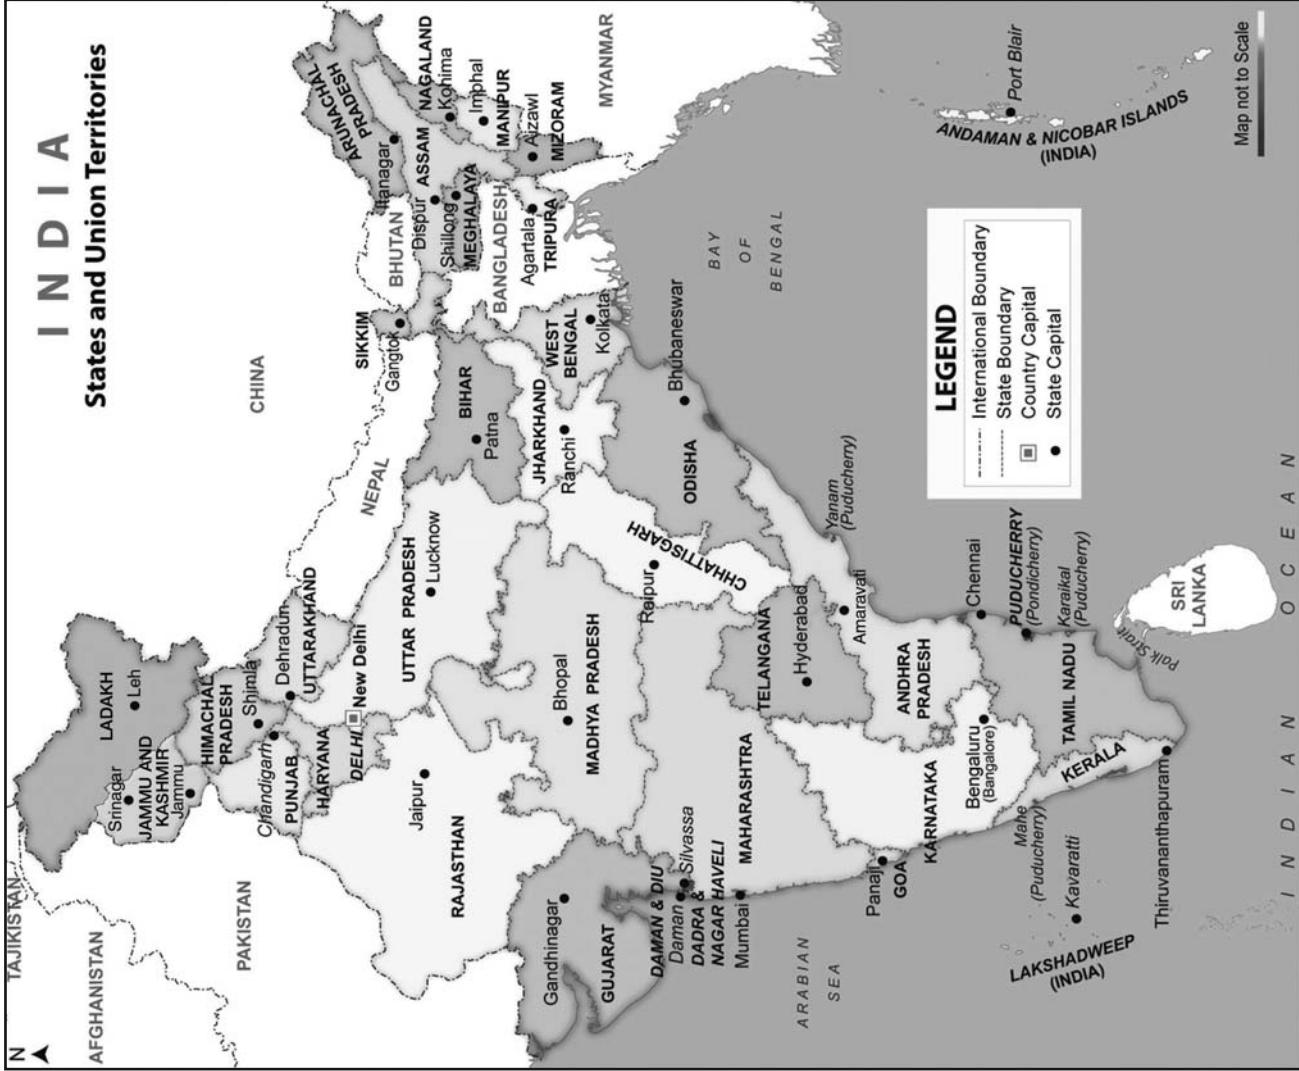 INDIA
States and Union Territories
N
TAJIKISTAN
AFGHANISTAN
PAKISTAN
CHINA
NEPAL
BHUTAN
BANGLADESH
MYANMAR
SRI
LANKA
LADAKH
Leh
Srinagar
JAMMU AND
KASHMIR
Jammu
HIMACHAL
PRADESH
Shimla
Chandigarh
PUNJAB
Dehradun
UTTARAKHAND
HARYANA
DELHI
New Delhi
RAJASTHAN
Jaipur
UTTAR PRADESH
Lucknow
BIHAR
Patna
SIKKIM
Gangtok
ARUNACHAL
PRADESH
Itanagar
ASSAM
Dispur
NAGALAND
Kohima
MANIPUR
Imphal
MIZORAM
Aizawl
TRIPURA
Agartala
MEGHALAYA
Shillong
WEST
BENGAL
Kolkata
JHARKHAND
Ranchi
ODISHA
Bhubaneswar
CHHATTISGARH
Raipur
MADHYA PRADESH
Bhopal
GUJARAT
Gandhinagar
DAMAN & DIU
Daman
Silvassa
DADRA &
NAGAR HAVELI
MAHARASHTRA
Mumbai
TELANGANA
Hyderabad
ANDHRA
PRADESH
Amaravati
Yanam
(Puducherry)
GOA
Panaji
KARNATAKA
Bengaluru
(Bangalore)
Mahe
(Puducherry)
KERALA
Thiruvananthapuram
TAMIL NADU
Chennai
PUDUCHERRY
(Pondicherry)
Karaikal
(Puducherry)
Palk Strait
LAKSHADWEEP
(INDIA)
Kavaratti
ANDAMAN & NICOBAR ISLANDS
(INDIA)
Port Blair
ARABIAN
SEA
BAY
OF
BENGAL
INDIAN OCEAN
LEGEND
International Boundary
State Boundary
Country Capital
State Capital
Map not to Scale